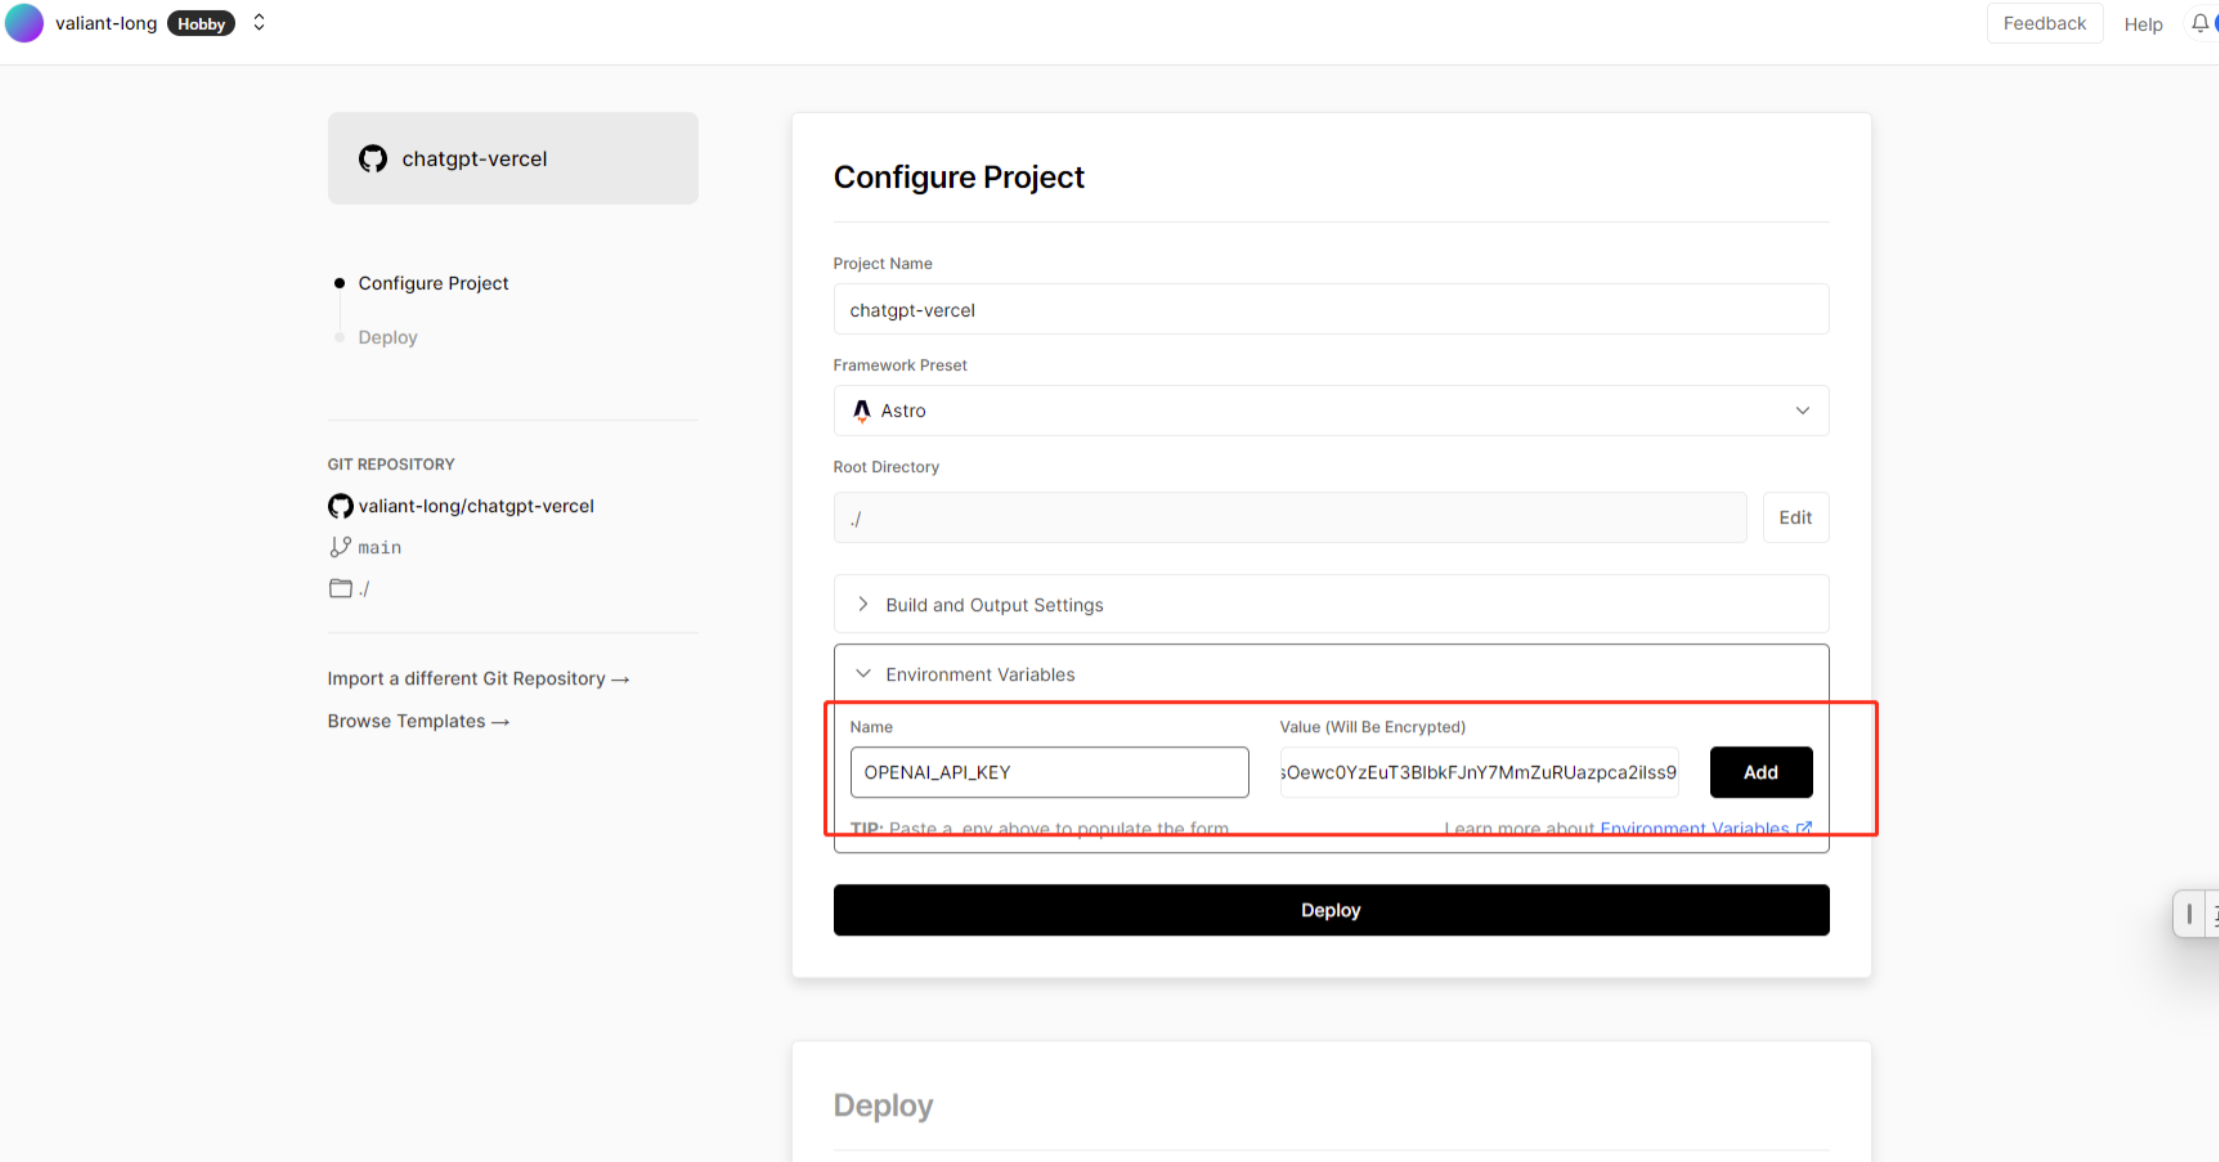 valiant-long Hobby
Feedback Help
chatgpt-vercel
Configure Project
Deploy
GIT REPOSITORY
valiant-long/chatgpt-vercel
main
./
Import a different Git Repository →
Browse Templates →
Configure Project
Project Name
chatgpt-vercel
Framework Preset
Astro
Root Directory
./
Edit
Build and Output Settings
Environment Variables
Name
Value (Will Be Encrypted)
OPENAI_API_KEY
Add
TIP: Paste a .env above to populate the form
Learn more about Environment Variables
Deploy
Deploy